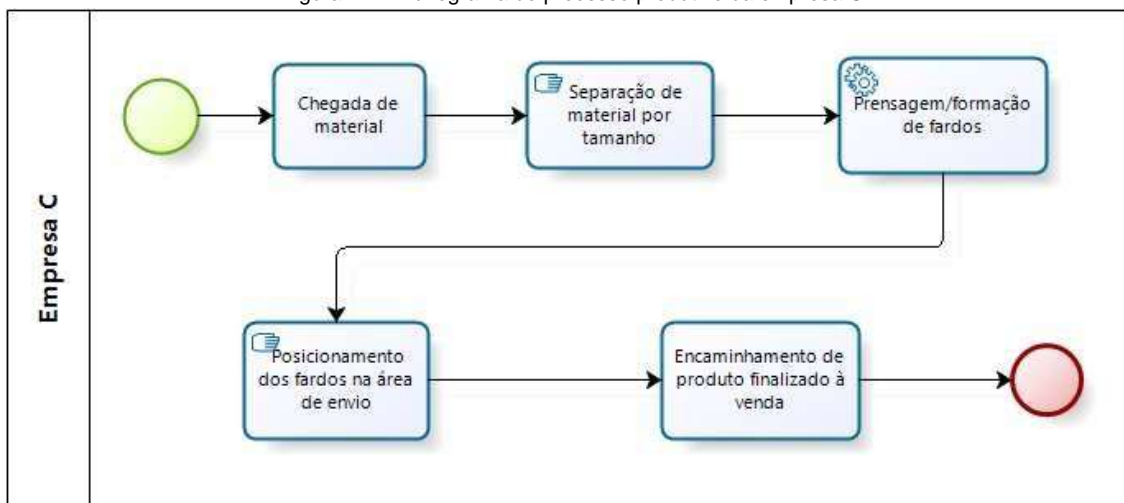 Empresa C
Chegada de
material
Separação de
material por
tamanho
Prensagem/formação
de fardos
Posicionamento
dos fardos na área
de envio
Encaminhamento de
produto finalizado à
venda